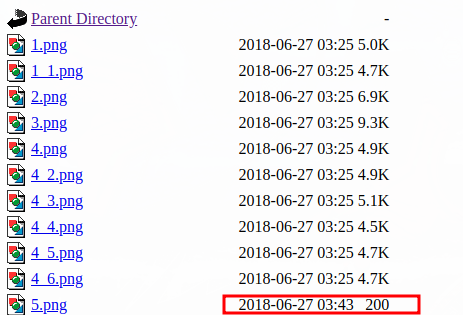 Parent Directory -
1.png 2018-06-27 03:25 5.0K
1_1.png 2018-06-27 03:25 4.7K
2.png 2018-06-27 03:25 6.9K
3.png 2018-06-27 03:25 9.3K
4.png 2018-06-27 03:25 4.9K
4_2.png 2018-06-27 03:25 4.9K
4_3.png 2018-06-27 03:25 5.1K
4_4.png 2018-06-27 03:25 4.5K
4_5.png 2018-06-27 03:25 4.7K
4_6.png 2018-06-27 03:25 4.7K
5.png 2018-06-27 03:43 200